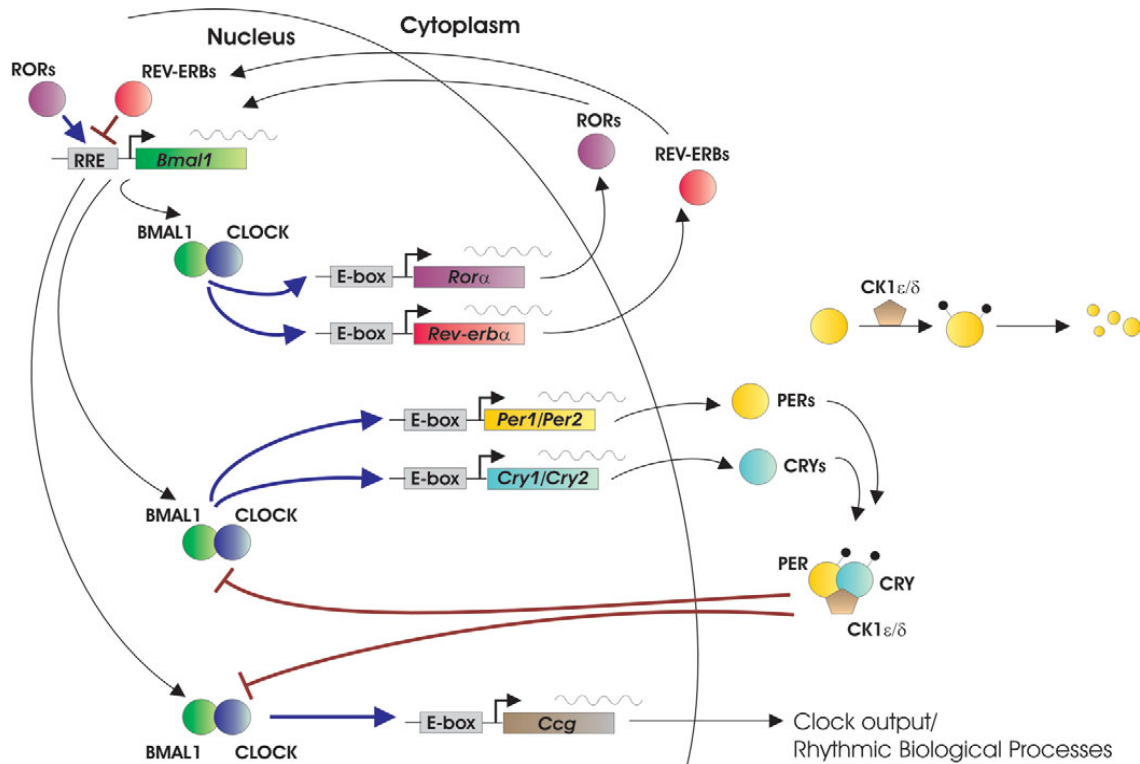 Nucleus
Cytoplasm
RORs
REV-ERBs
RORs
REV-ERBs
RRE
Bmal1
BMAL1
CLOCK
E-box
Rorα
E-box
Rev-erbα
CK1ε/δ
E-box
Per1/Per2
PERs
E-box
Cry1/Cry2
CRYs
BMAL1
CLOCK
PER
CRY
CK1ε/δ
E-box
Ccg
Clock output/
Rhythmic Biological Processes
BMAL1
CLOCK